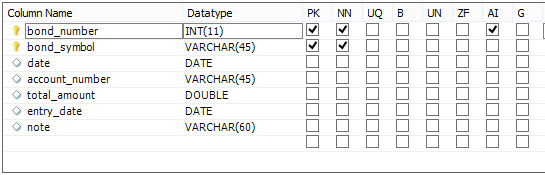 Column Name Datatype PK NN UQ B UN ZF AI G
bond_number INT(11)
bond_symbol VARCHAR(45)
date DATE
account_number VARCHAR(45)
total_amount DOUBLE
entry_date DATE
note VARCHAR(60)